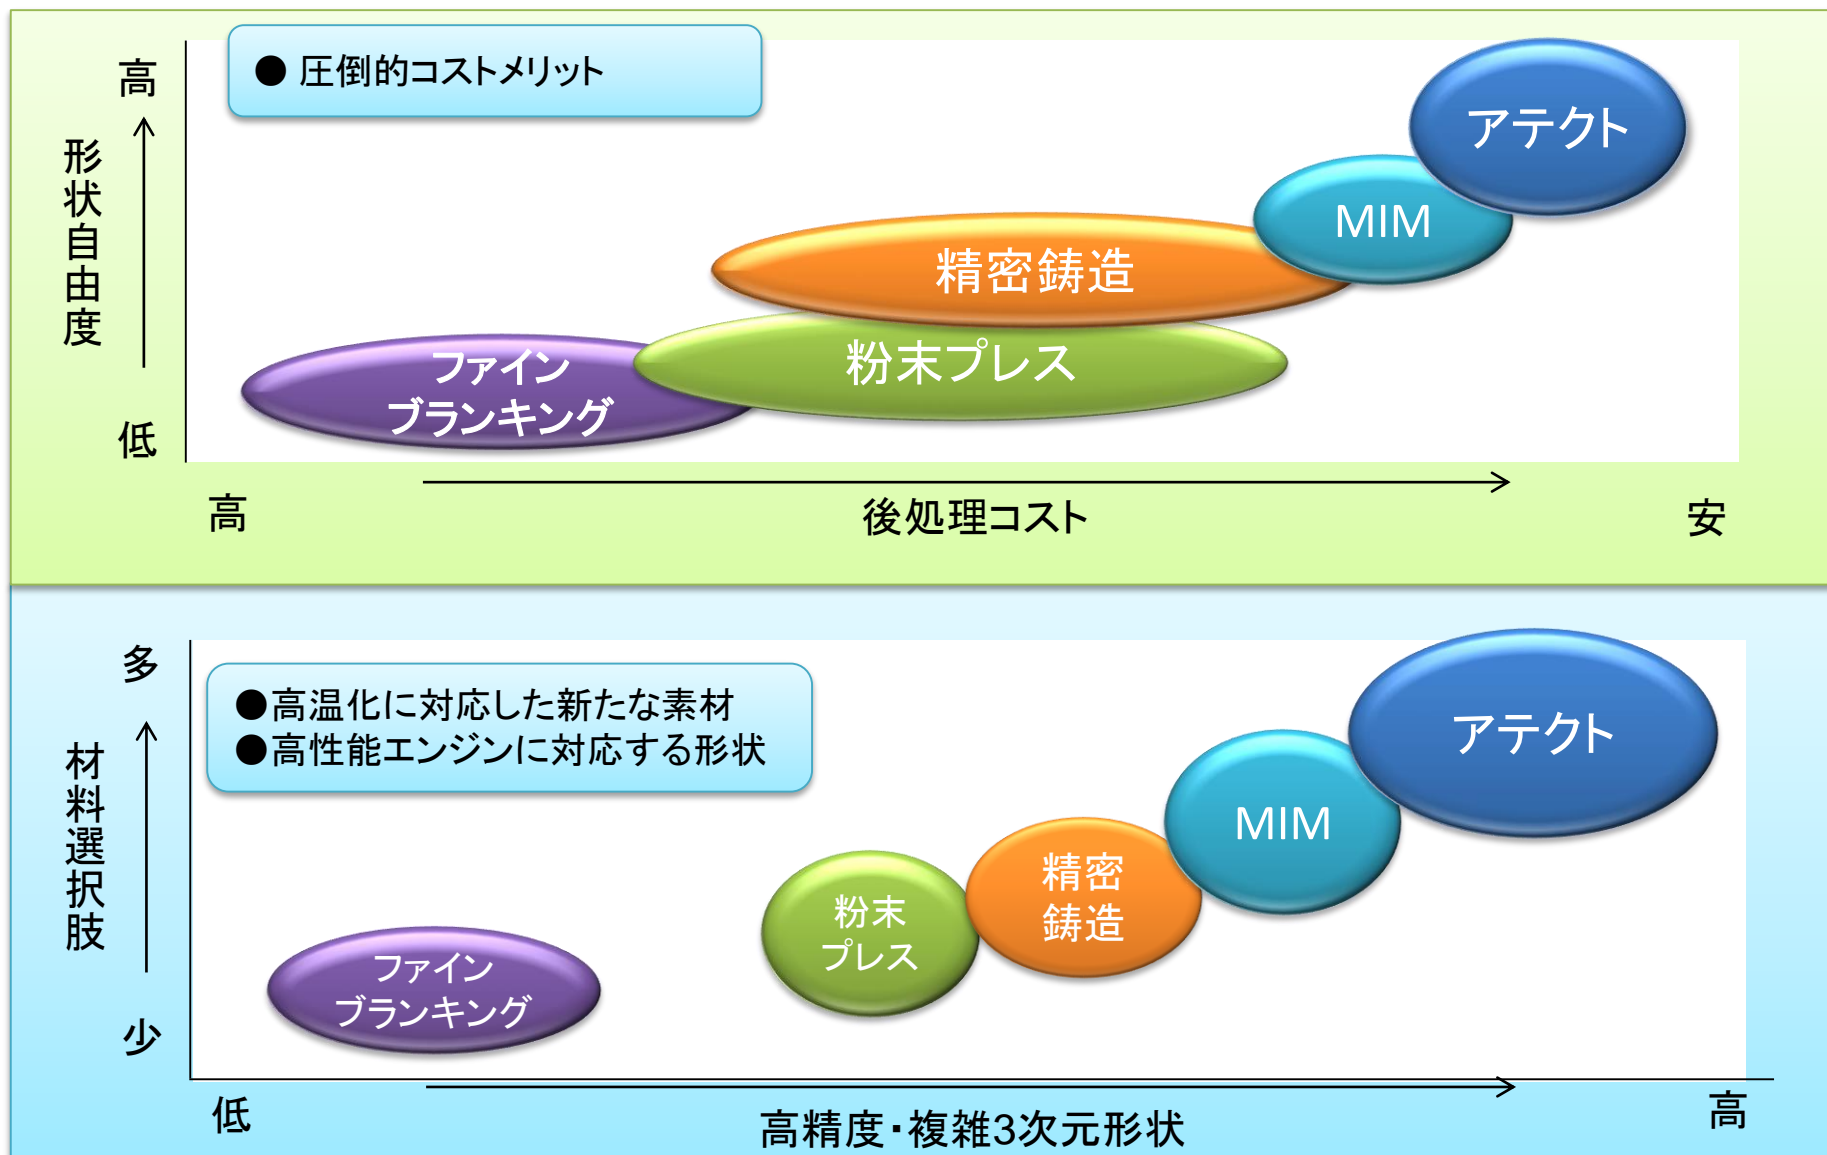 ● 圧倒的コストメリット
高
形状自由度
低
アテクト
MIM
精密鋳造
粉末プレス
ファイン
ブランキング
高
後処理コスト
安
多
材料選択肢
少
●高温化に対応した新たな素材
●高性能エンジンに対応する形状
アテクト
MIM
精密
鋳造
粉末
プレス
ファイン
ブランキング
低
高精度・複雑3次元形状
高